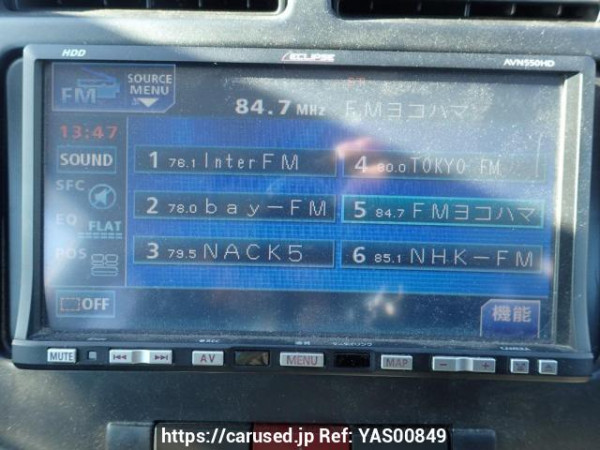 HDD
ECLIPSE
AVN550HD
FM
SOURCE MENU
84.7 MHz FMヨコハマ
13:47
SOUND
SFC
EQ FLAT
POS
OFF
1 76.1 InterFM
2 78.0 bay-FM
3 79.5 NACK5
4 80.0 TOKYO FM
5 84.7 FMヨコハマ
6 85.1 NHK-FM
機能
MUTE
AV
MENU
MAP
https://carused.jp Ref: YAS00849